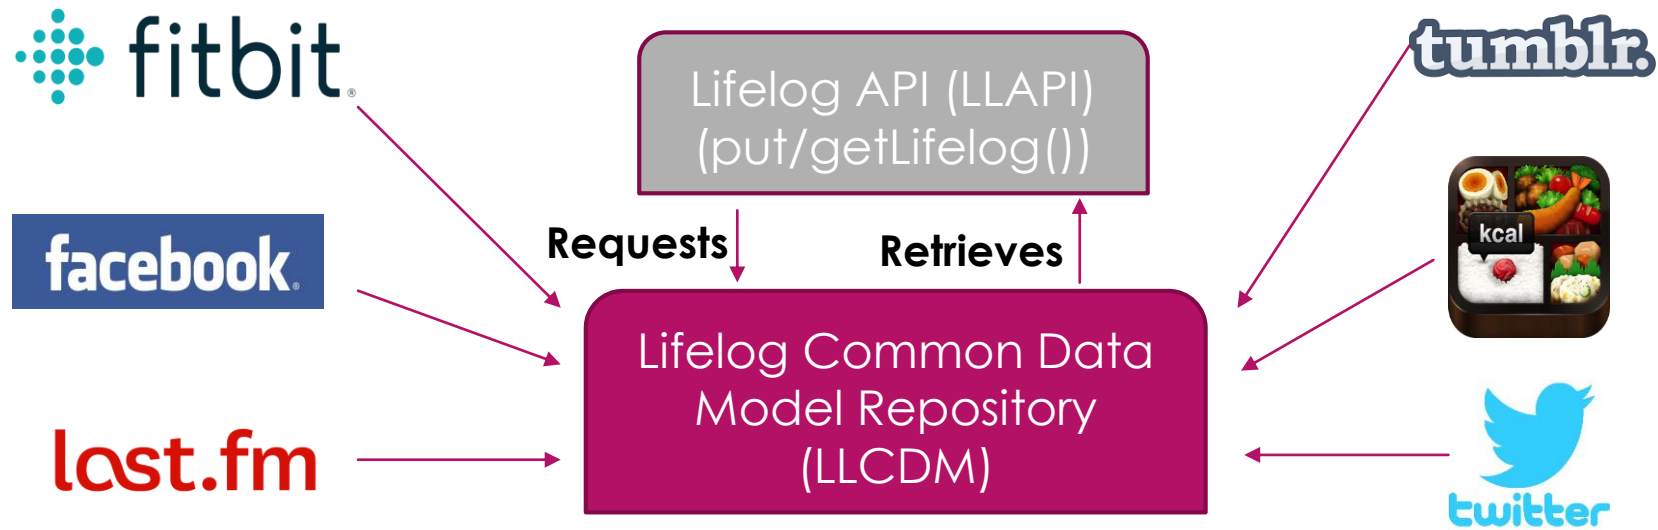 fitbit.
tumblr.
Lifelog API (LLAPI)
(put/getLifelog())
Requests
Retrieves
facebook.
kcal
Lifelog Common Data
Model Repository
(LLCDM)
last.fm
twitter